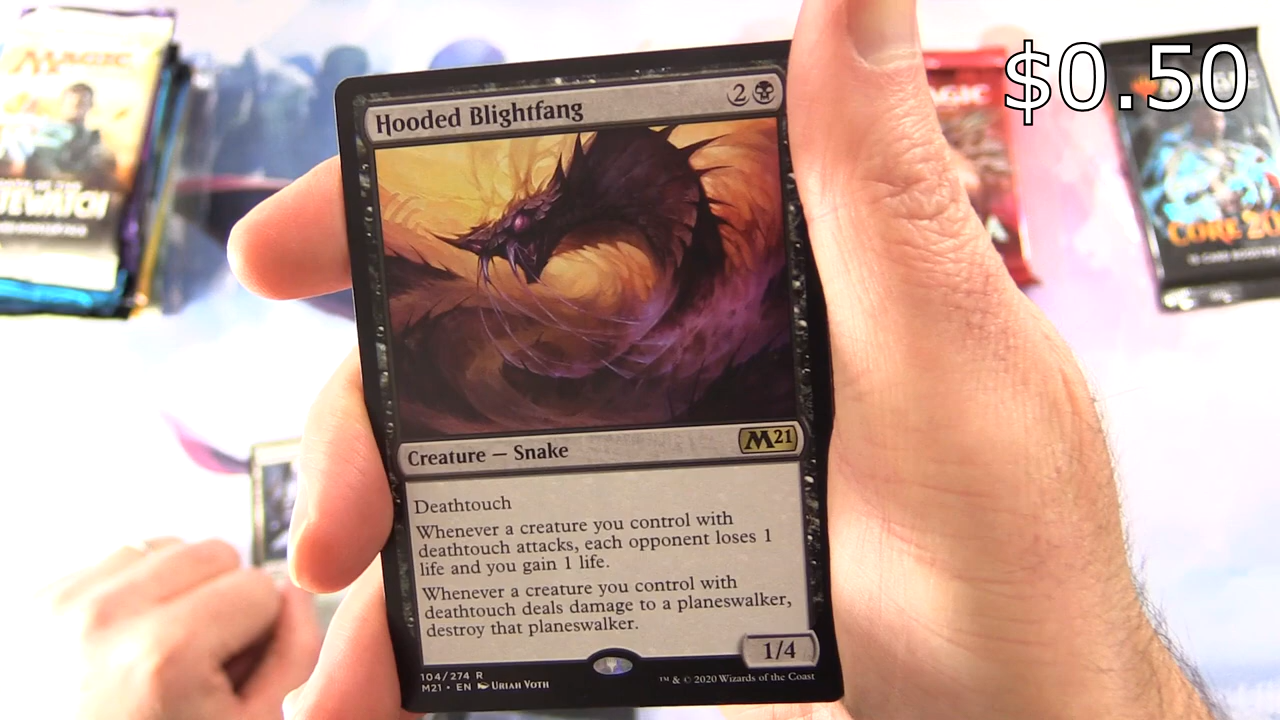 $0.50
MAGIC
Hooded Blightfang
2
Creature — Snake
M21
Deathtouch
Whenever a creature you control with
deathtouch attacks, each opponent loses 1
life and you gain 1 life.
Whenever a creature you control with
deathtouch deals damage to a planeswalker,
destroy that planeswalker.
1/4
104/274 R
M21 • EN URIAH VOTH
™ & © 2020 Wizards of the Coast
CORE 20